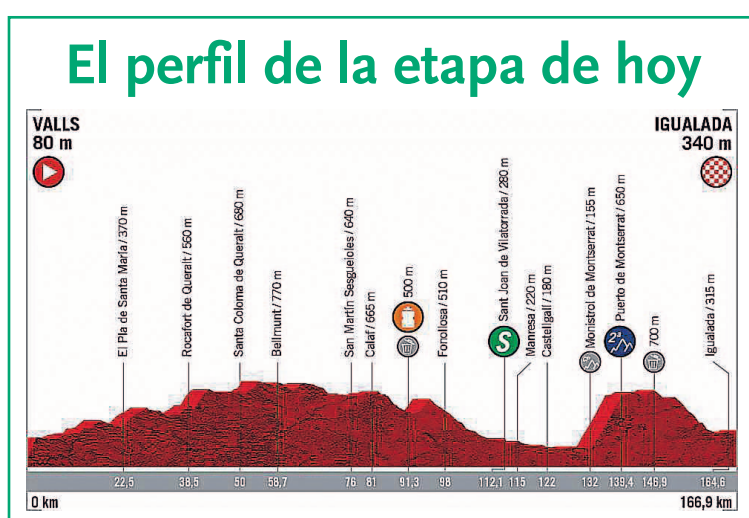 El perfil de la etapa de hoy
VALLS
80 m
IGUALADA
340 m
El Pla de Santa María / 370 m
Rocafort de Queralt / 560 m
Santa Coloma de Queralt / 680 m
Bellmunt / 770 m
San Martín Sesgueioles / 640 m
Calaf / 665 m
500 m
Fonollosa / 510 m
Sant Joan de Vilatorrada / 280 m
S
Manresa / 220 m
Castellgalí / 180 m
Monistrol de Montserrat / 155 m
Puerto de Montserrat / 650 m
2ª
700 m
Igualada / 315 m
22,5 38,5 50 58,7 76 81 91,3 98 112,1 115 122 132 139,4 146,9 164,6
0 km 166,9 km